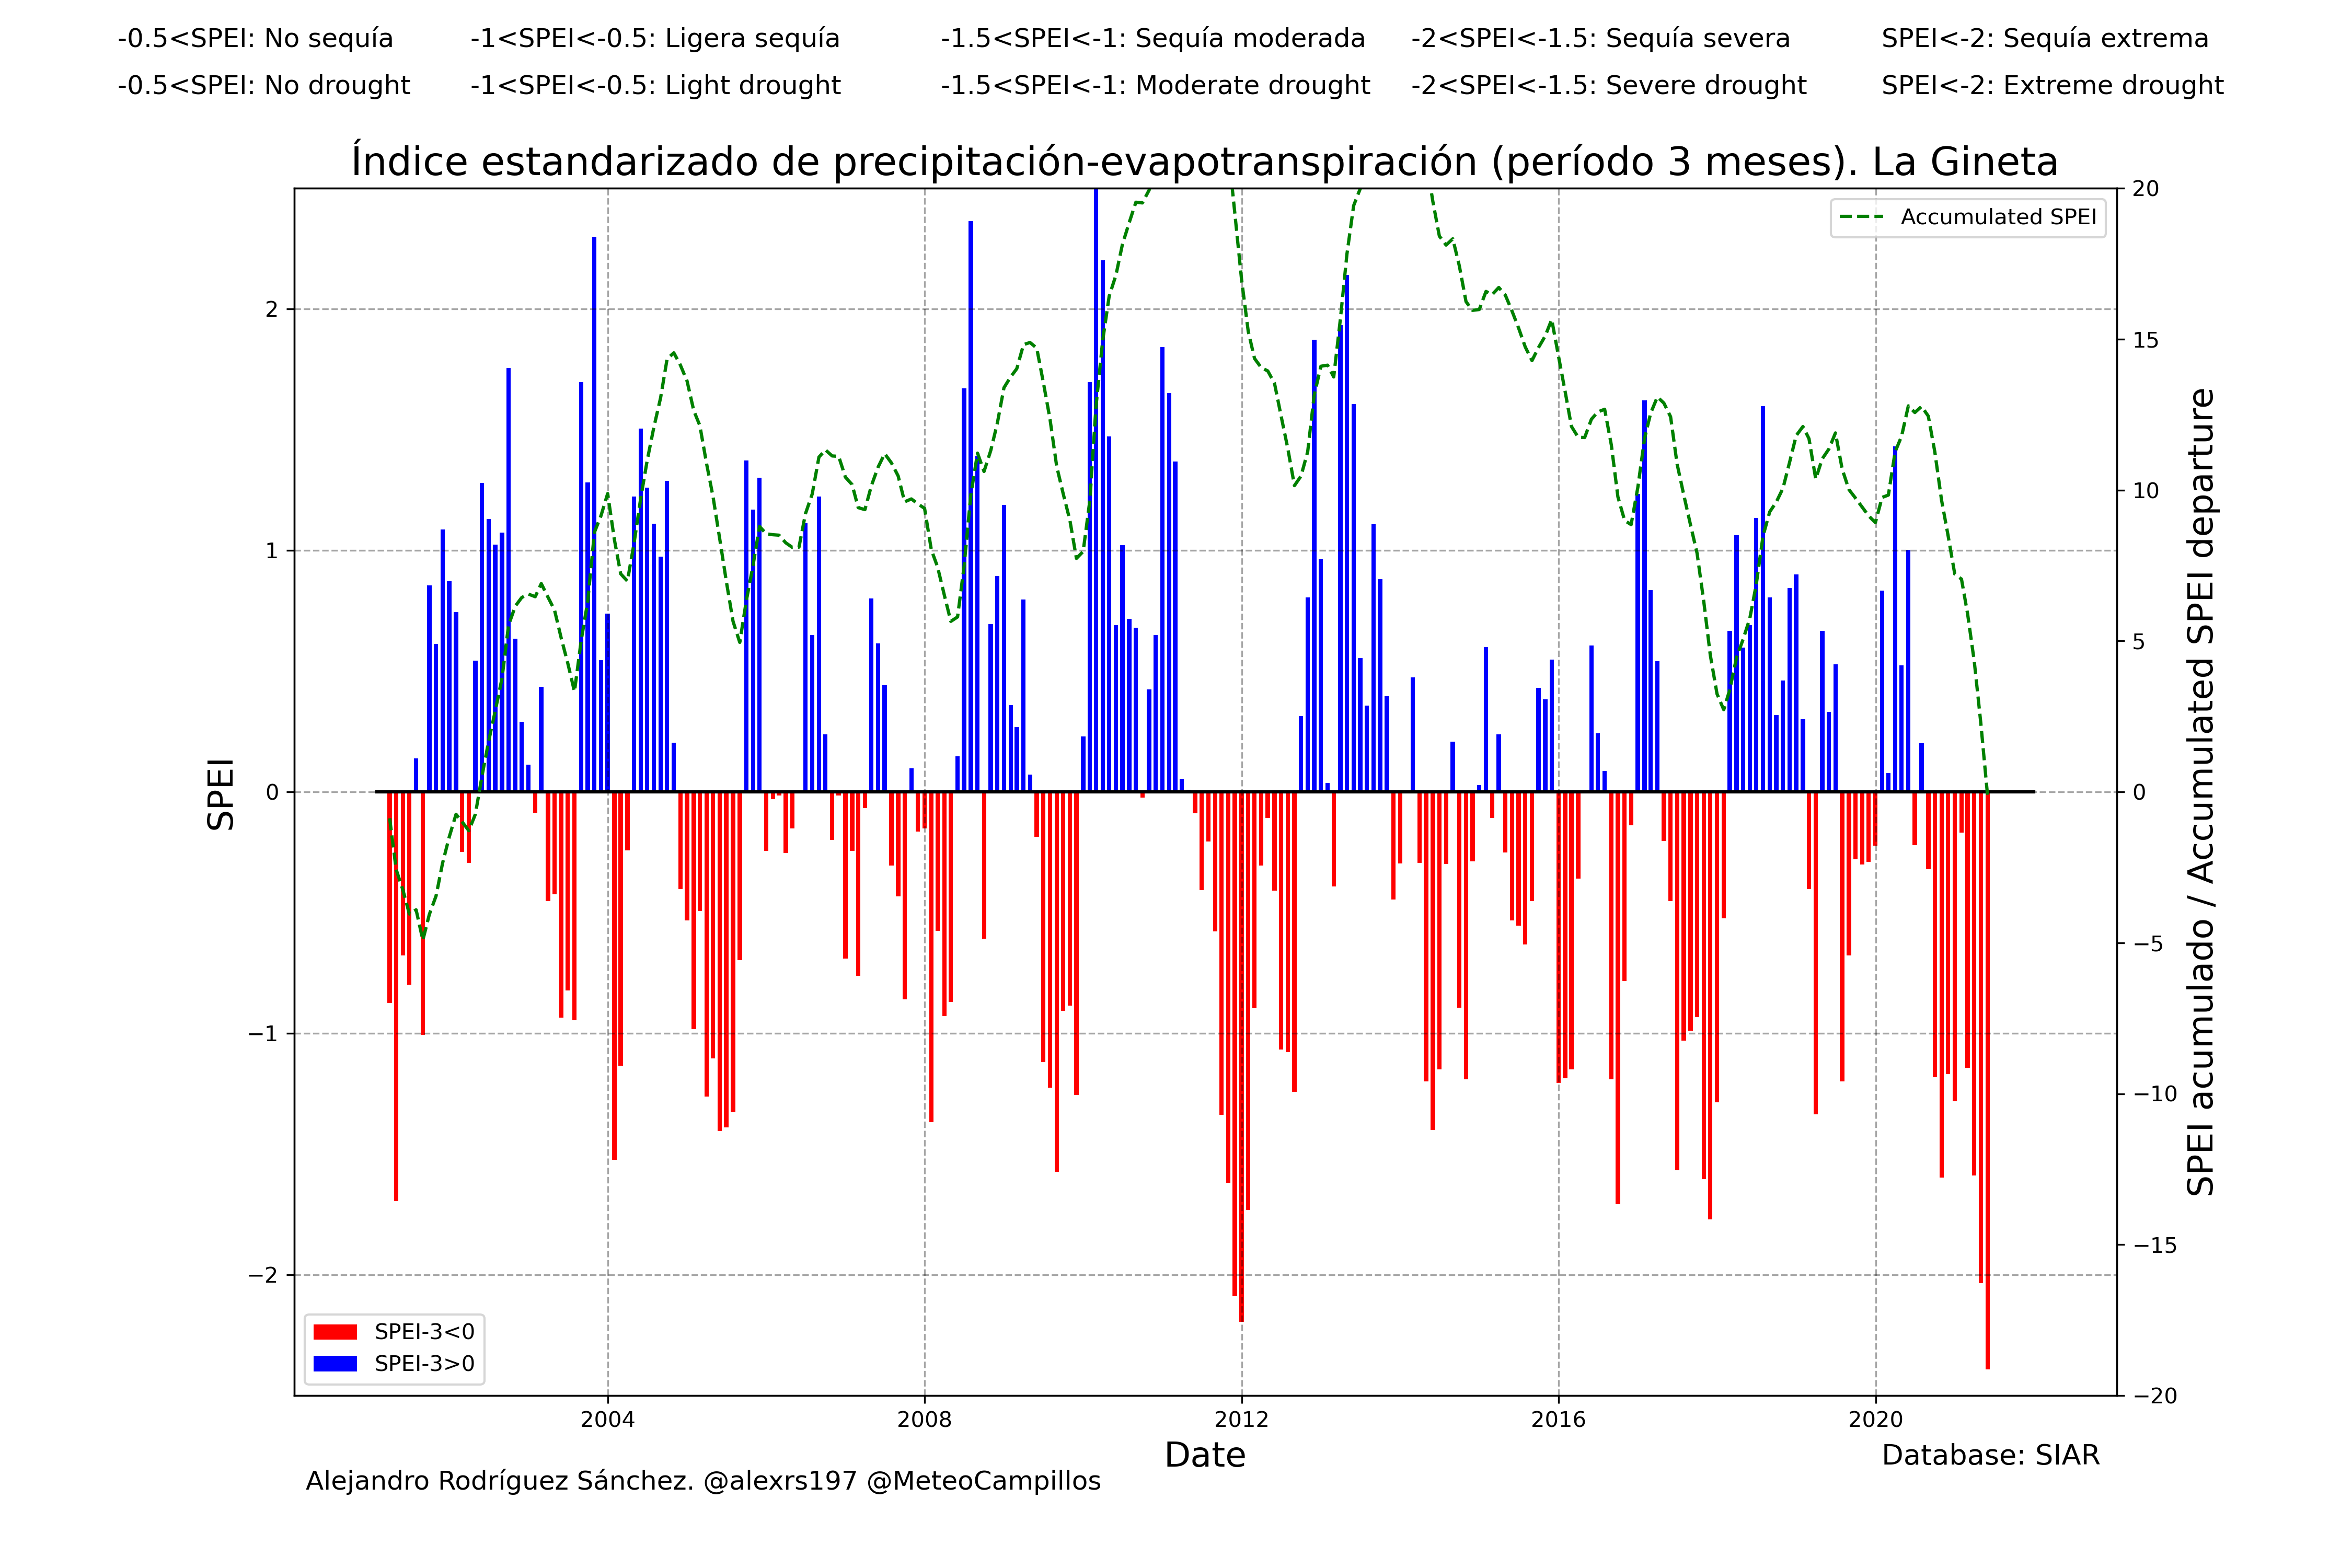 -0.5<SPEI: No sequía -1<SPEI<-0.5: Ligera sequía -1.5<SPEI<-1: Sequía moderada -2<SPEI<-1.5: Sequía severa SPEI<-2: Sequía extrema
-0.5<SPEI: No drought -1<SPEI<-0.5: Light drought -1.5<SPEI<-1: Moderate drought -2<SPEI<-1.5: Severe drought SPEI<-2: Extreme drought
Índice estandarizado de precipitación-evapotranspiración (período 3 meses). La Gineta
Accumulated SPEI
SPEI
2
1
0
−1
−2
20
15
10
5
0
−5
−10
−15
−20
SPEI acumulado / Accumulated SPEI departure
SPEI-3<0
SPEI-3>0
2004 2008 2012 2016 2020
Date
Database: SIAR
Alejandro Rodríguez Sánchez. @alexrs197 @MeteoCampillos